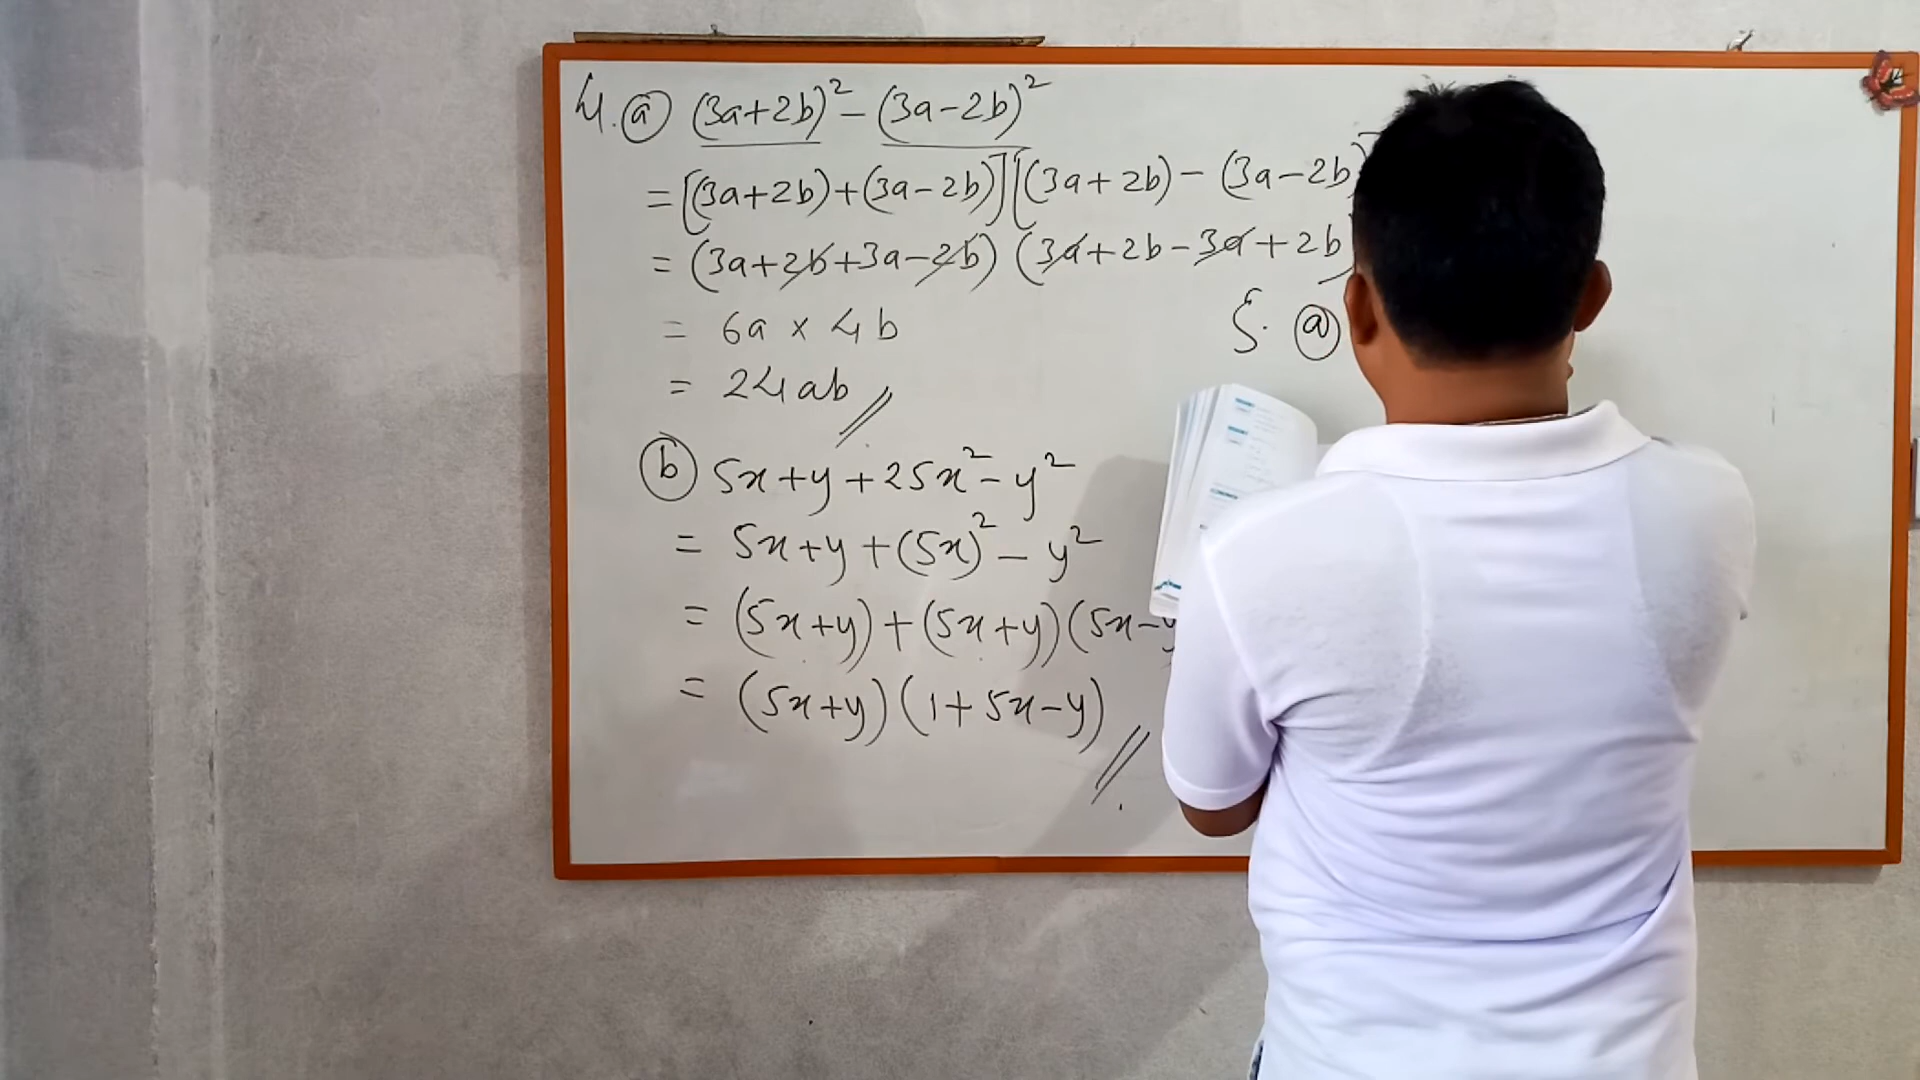 4. (a) (3a+2b)² − (3a−2b)²
= [(3a+2b)+(3a−2b)][(3a+2b) − (3a−2b)
= (3a+2b+3a−2b) (3a+2b−3a+2b)
= 6a × 4b
= 24ab //
(b) 5x+y+25x²−y²
= 5x+y+(5x)²−y²
= (5x+y)+(5x+y)(5x−y
= (5x+y)(1+5x−y) //
5. (a)